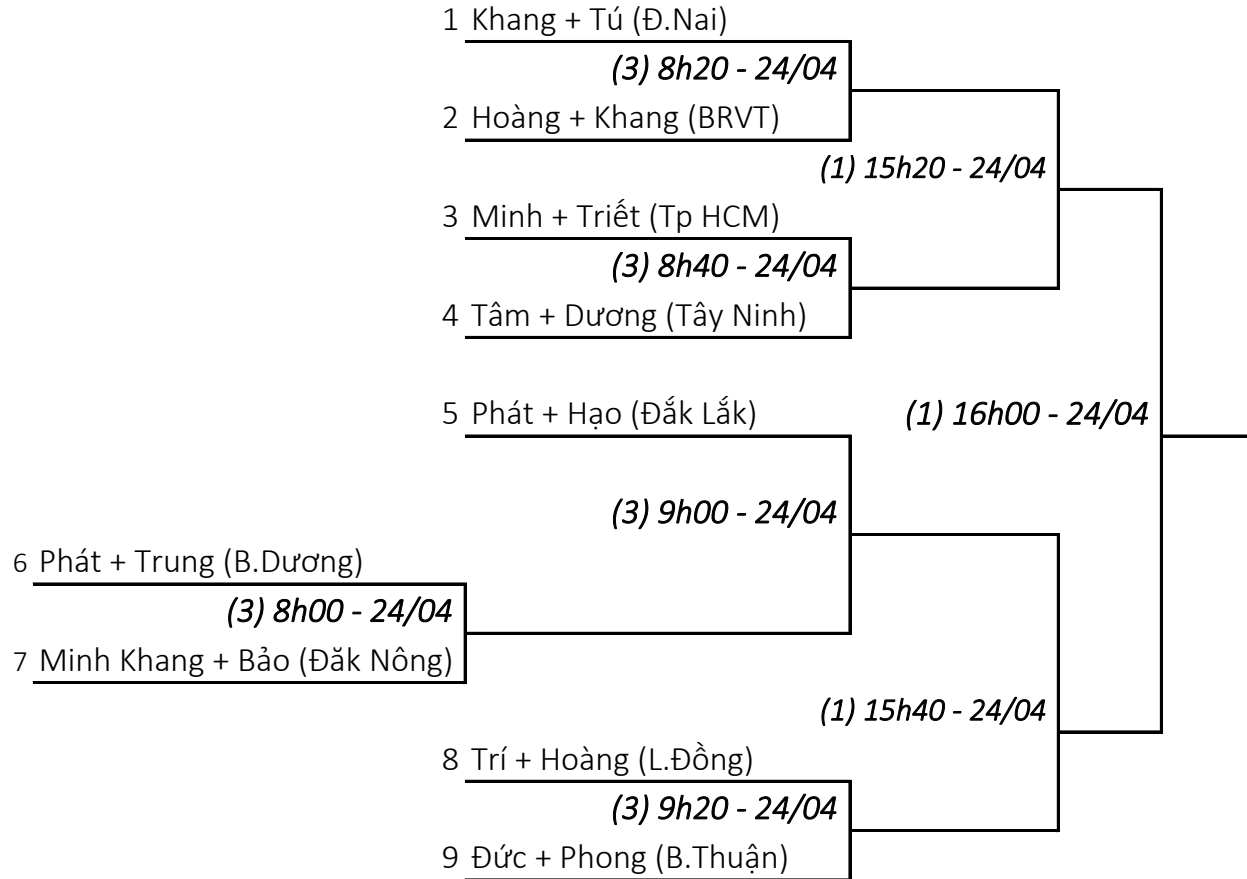 1 Khang + Tú (Đ.Nai)
(3) 8h20 - 24/04
2 Hoàng + Khang (BRVT)
(1) 15h20 - 24/04
3 Minh + Triết (Tp HCM)
(3) 8h40 - 24/04
4 Tâm + Dương (Tây Ninh)
5 Phát + Hạo (Đắk Lắk)
(1) 16h00 - 24/04
(3) 9h00 - 24/04
6 Phát + Trung (B.Dương)
(3) 8h00 - 24/04
7 Minh Khang + Bảo (Đăk Nông)
(1) 15h40 - 24/04
8 Trí + Hoàng (L.Đồng)
(3) 9h20 - 24/04
9 Đức + Phong (B.Thuận)